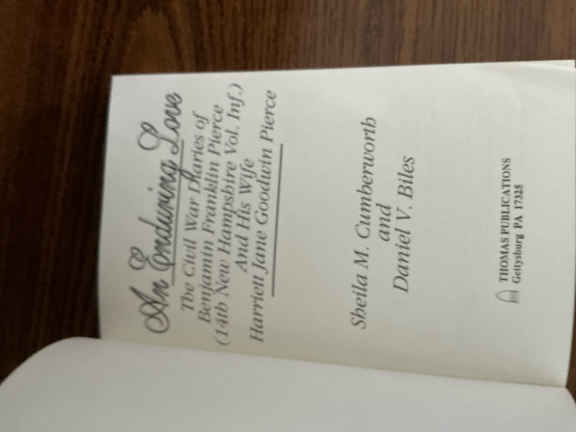 An Enduring Love
The Civil War Diaries of
Benjamin Franklin Pierce
(14th New Hampshire Vol. Inf.)
And His Wife
Harriett Jane Goodwin Pierce
Sheila M. Cumberworth
and
Daniel V. Biles
THOMAS PUBLICATIONS
Gettysburg PA 17325